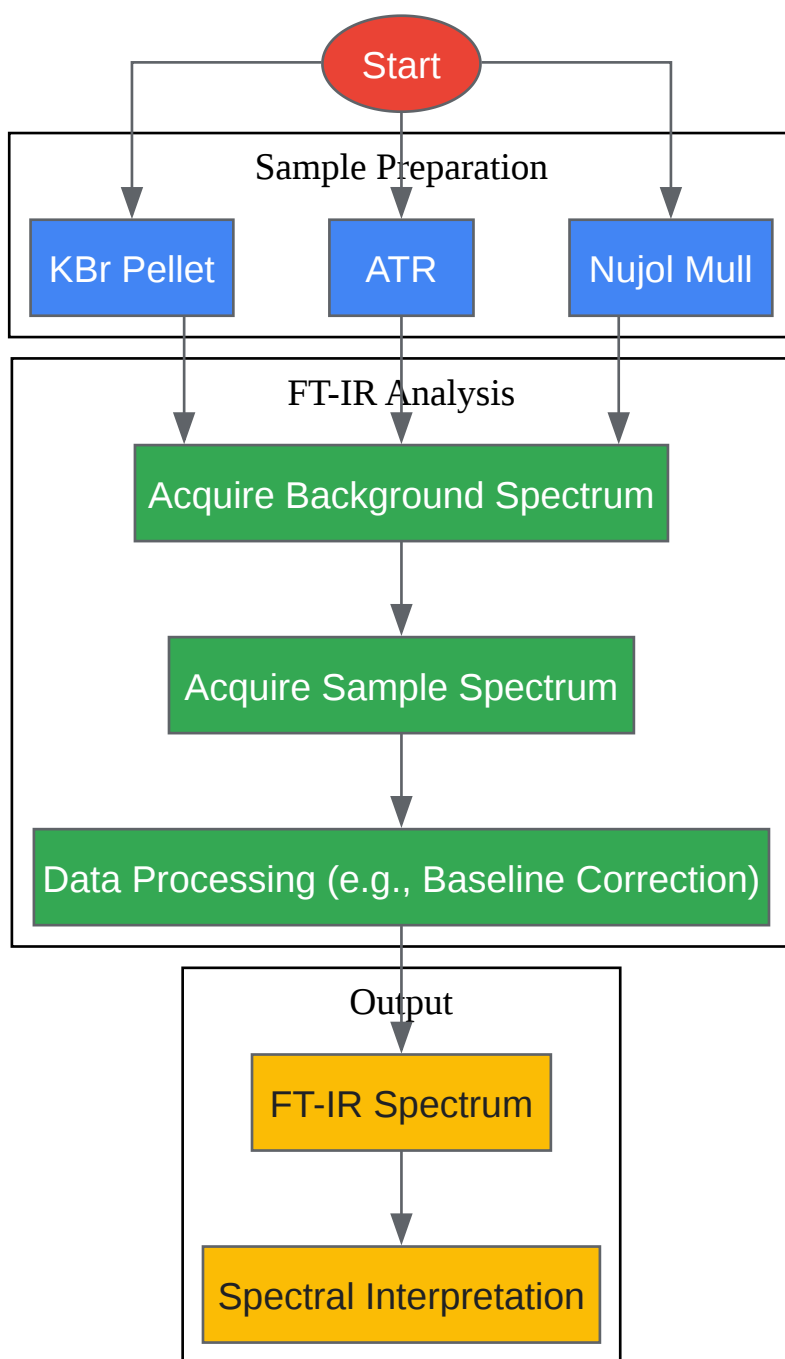 Start
Sample Preparation
KBr Pellet
ATR
Nujol Mull
FT-IR Analysis
Acquire Background Spectrum
Acquire Sample Spectrum
Data Processing (e.g., Baseline Correction)
Output
FT-IR Spectrum
Spectral Interpretation